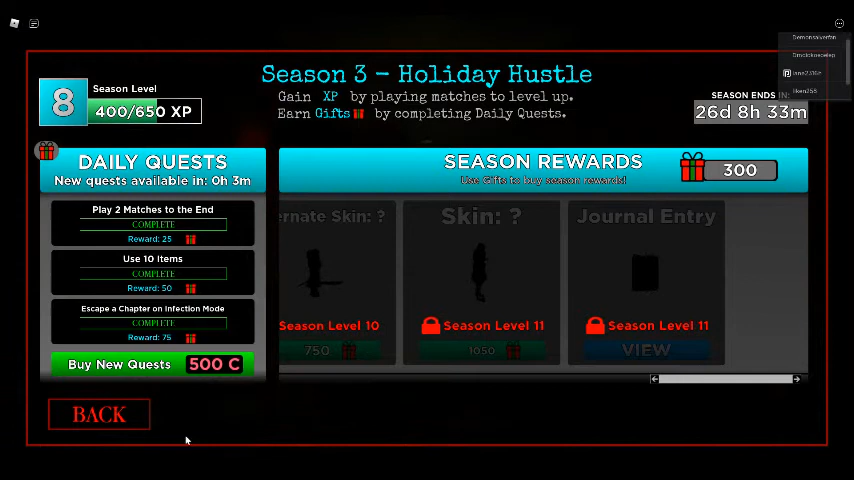 Demonsalverfan
lana2J16r
liken258
Season 3 - Holiday Hustle
Gain XP by playing matches to level up.
Earn Gifts by completing Daily Quests.
8
Season Level
400/650 XP
SEASON ENDS IN:
26d 8h 33m
DAILY QUESTS
New quests available in: 0h 3m
Play 2 Matches to the End
COMPLETE
Reward: 25
Use 10 Items
COMPLETE
Reward: 50
Escape a Chapter on Infection Mode
COMPLETE
Reward: 75
Buy New Quests 500 C
SEASON REWARDS
Use Gifts to buy season rewards!
300
ernate Skin: ?
Season Level 10
750
Skin: ?
Season Level 11
1050
Journal Entry
Season Level 11
VIEW
BACK